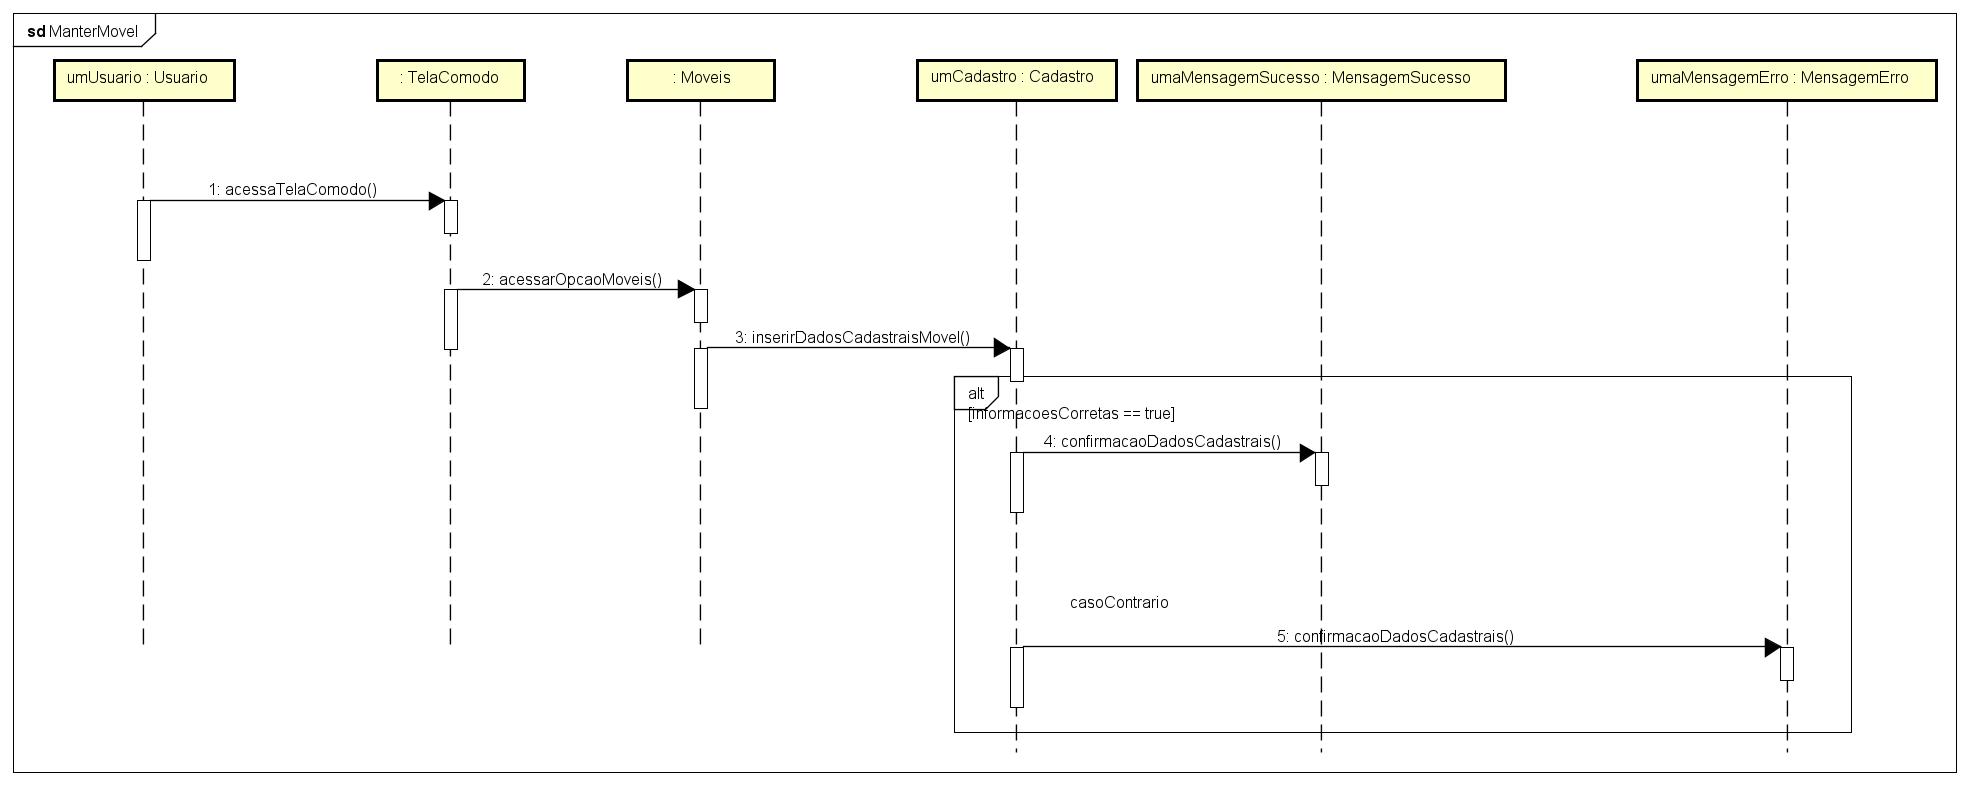 sd ManterMovel
umUsuario : Usuario
: TelaComodo
: Moveis
umCadastro : Cadastro
umaMensagemSucesso : MensagemSucesso
umaMensagemErro : MensagemErro
1: acessaTelaComodo()
2: acessarOpcaoMoveis()
3: inserirDadosCadastraisMovel()
alt
[informacoesCorretas == true]
4: confirmacaoDadosCadastrais()
casoContrario
5: confirmacaoDadosCadastrais()